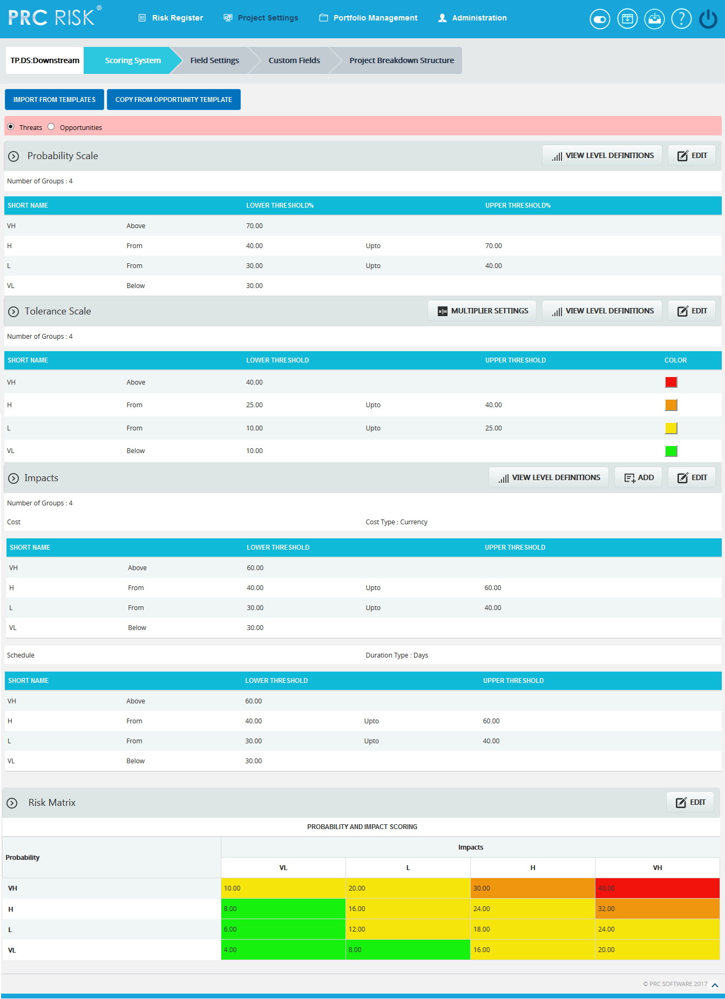 PRC RISK®
Risk Register Project Settings Portfolio Management Administration
TP.DS:Downstream Scoring System Field Settings Custom Fields Project Breakdown Structure
IMPORT FROM TEMPLATES COPY FROM OPPORTUNITY TEMPLATE
Threats Opportunities
Probability Scale VIEW LEVEL DEFINITIONS EDIT
Number of Groups : 4
SHORT NAME LOWER THRESHOLD% UPPER THRESHOLD%
VH Above 70.00
H From 40.00 Upto 70.00
L From 30.00 Upto 40.00
VL Below 30.00
Tolerance Scale MULTIPLIER SETTINGS VIEW LEVEL DEFINITIONS EDIT
Number of Groups : 4
SHORT NAME LOWER THRESHOLD UPPER THRESHOLD COLOR
VH Above 40.00
H From 25.00 Upto 40.00
L From 10.00 Upto 25.00
VL Below 10.00
Impacts VIEW LEVEL DEFINITIONS ADD EDIT
Number of Groups : 4
Cost Cost Type : Currency
SHORT NAME LOWER THRESHOLD UPPER THRESHOLD
VH Above 60.00
H From 40.00 Upto 60.00
L From 30.00 Upto 40.00
VL Below 30.00
Schedule Duration Type : Days
SHORT NAME LOWER THRESHOLD UPPER THRESHOLD
VH Above 60.00
H From 40.00 Upto 60.00
L From 30.00 Upto 40.00
VL Below 30.00
Risk Matrix EDIT
PROBABILITY AND IMPACT SCORING
Probability Impacts
VL L H VH
VH 10.00 20.00 30.00 40.00
H 8.00 16.00 24.00 32.00
L 6.00 12.00 18.00 24.00
VL 4.00 8.00 16.00 20.00
© PRC SOFTWARE 2017